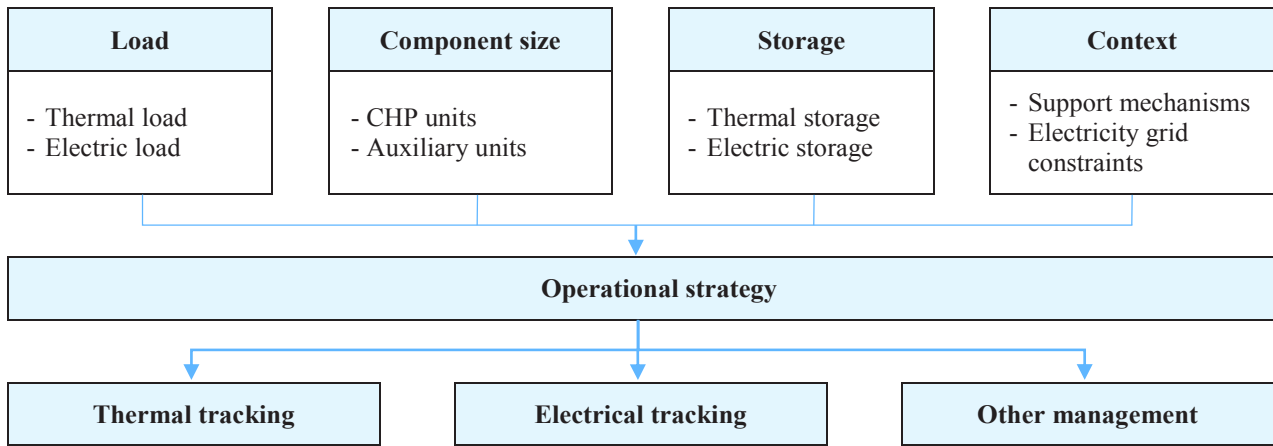 Load
- Thermal load
- Electric load
Component size
- CHP units
- Auxiliary units
Storage
- Thermal storage
- Electric storage
Context
- Support mechanisms
- Electricity grid
constraints
Operational strategy
Thermal tracking
Electrical tracking
Other management